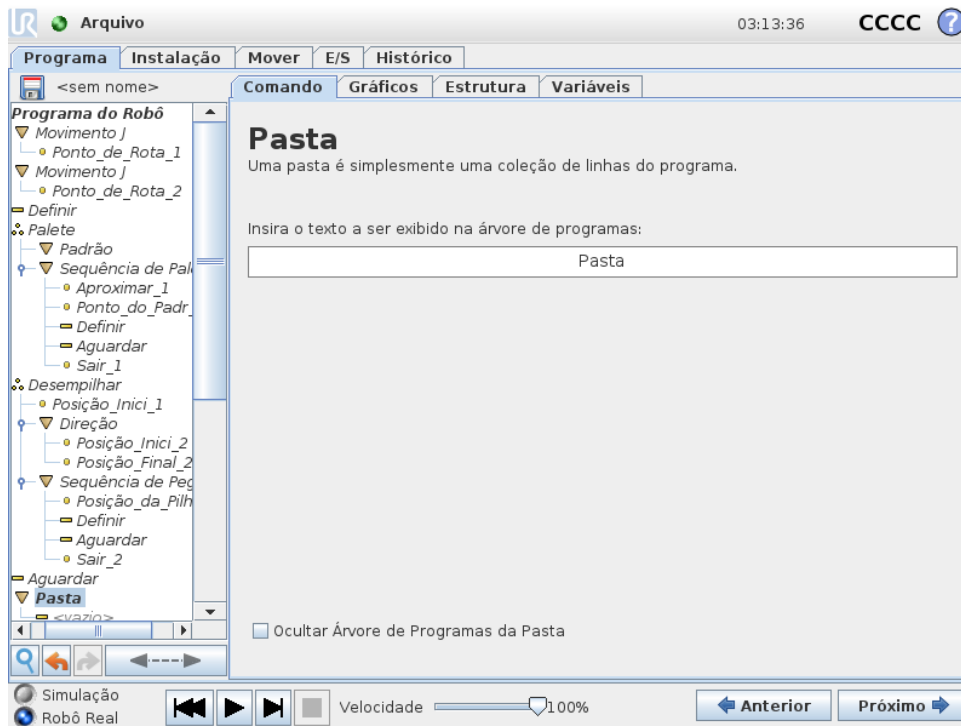 UR Arquivo 03:13:36 CCCC ?
Programa Instalação Mover E/S Histórico
<sem nome> Comando Gráficos Estrutura Variáveis
Programa do Robô
Movimento J
Ponto_de_Rota_1
Movimento J
Ponto_de_Rota_2
Definir
Palete
Padrão
Sequência de Pal
Aproximar_1
Ponto_do_Padr_
Definir
Aguardar
Sair_1
Desempilhar
Posição_Inici_1
Direção
Posição_Inici_2
Posição_Final_2
Sequência de Peg
Posição_da_Pilh
Definir
Aguardar
Sair_2
Aguardar
Pasta
<vazio>
Pasta
Uma pasta é simplesmente uma coleção de linhas do programa.
Insira o texto a ser exibido na árvore de programas:
Pasta
Ocultar Árvore de Programas da Pasta
Simulação
Robô Real
Velocidade 100%
Anterior Próximo